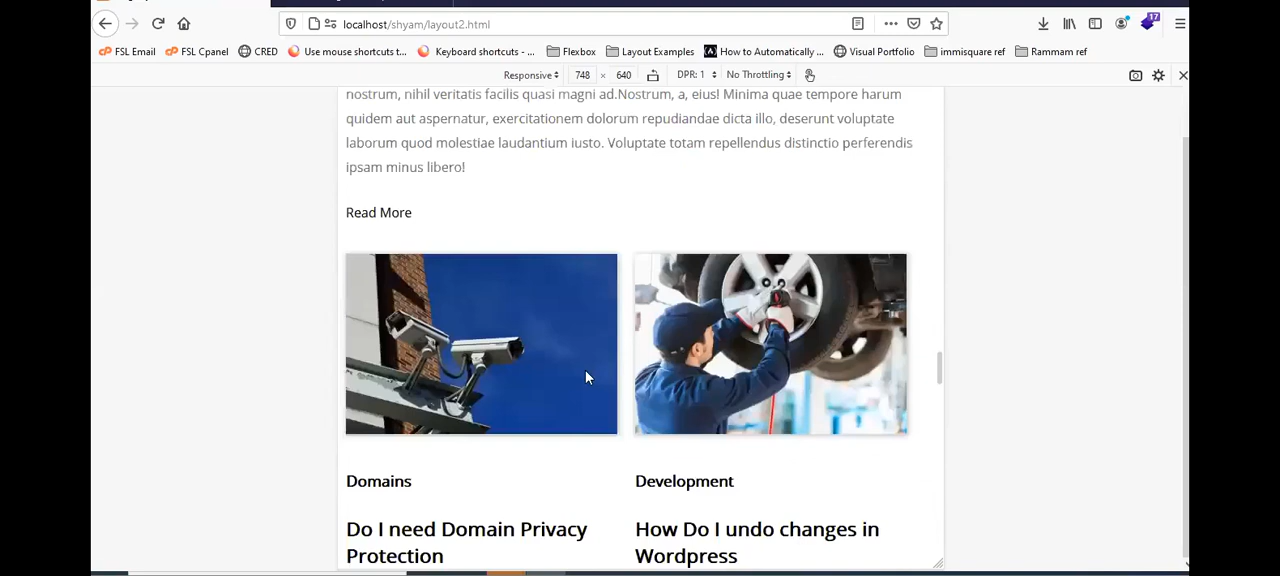 localhost/shyam/layout2.html
17
FSL Email FSL Cpanel CRED Use mouse shortcuts t... Keyboard shortcuts - ... Flexbox Layout Examples How to Automatically ... Visual Portfolio immisquare ref Rammam ref
Responsive 748 × 640 DPR: 1 No Throttling
nostrum, nihil veritatis facilis quasi magni ad.Nostrum, a, eius! Minima quae tempore harum
quidem aut aspernatur, exercitationem dolorum repudiandae dicta illo, deserunt voluptate
laborum quod molestiae laudantium iusto. Voluptate totam repellendus distinctio perferendis
ipsam minus libero!
Read More
Domains
Development
Do I need Domain Privacy
Protection
How Do I undo changes in
Wordpress